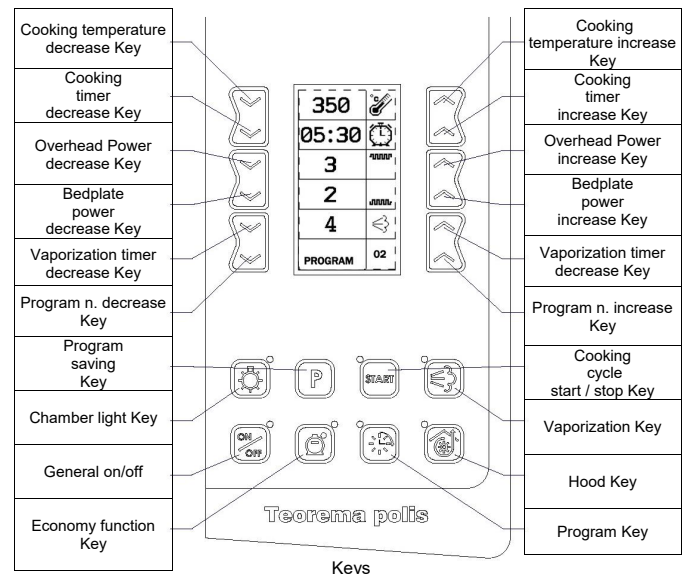 Cooking temperature
decrease Key
Cooking
timer
decrease Key
Overhead Power
decrease Key
Bedplate
power
decrease Key
Vaporization timer
decrease Key
Program n. decrease
Key
Program
saving
Key
Chamber light Key
General on/off
Economy function
Key
350
05:30
3
2
4
PROGRAM
02
P
START
ON
OFF
Teorema polis
Keys
Cooking
temperature increase
Key
Cooking
timer
increase Key
Overhead Power
increase Key
Bedplate
power
increase Key
Vaporization timer
decrease Key
Program n. increase
Key
Cooking
cycle
start / stop Key
Vaporization Key
Hood Key
Program Key